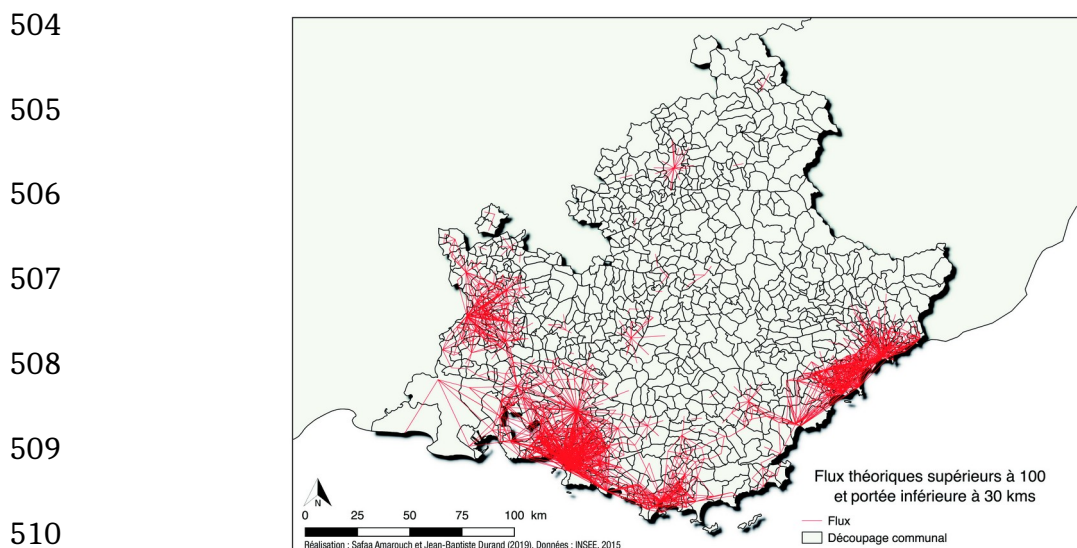 504
505
506
507
508
509
510
N
0 25 50 75 100 km
Flux théoriques supérieurs à 100
et portée inférieure à 30 kms
Flux
Découpage communal
Réalisation : Safaa Amarouch et Jean-Baptiste Durand (2019). Données : INSEE, 2015